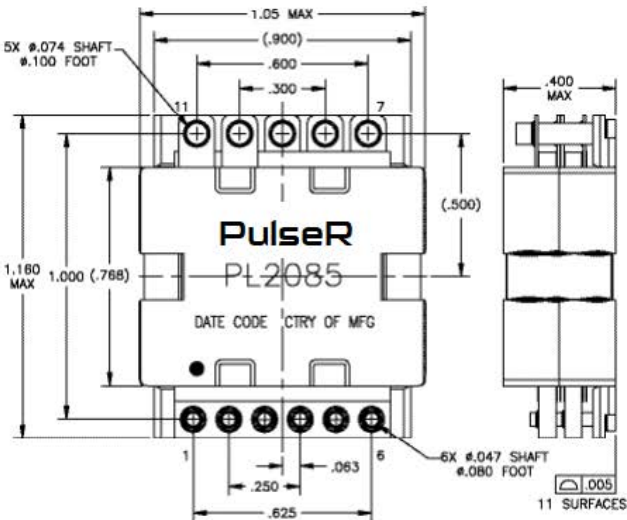 1.05 MAX
(.900)
5X ø.074 SHAFT
ø.100 FOOT
.600
.300
.400
MAX
11
7
(.500)
PulseR
1.160
MAX
1.000
(.768)
PL2085
DATE CODE CTRY OF MFG
1
6
.063
6X ø.047 SHAFT
ø.080 FOOT
.250
.625
.005
11 SURFACES